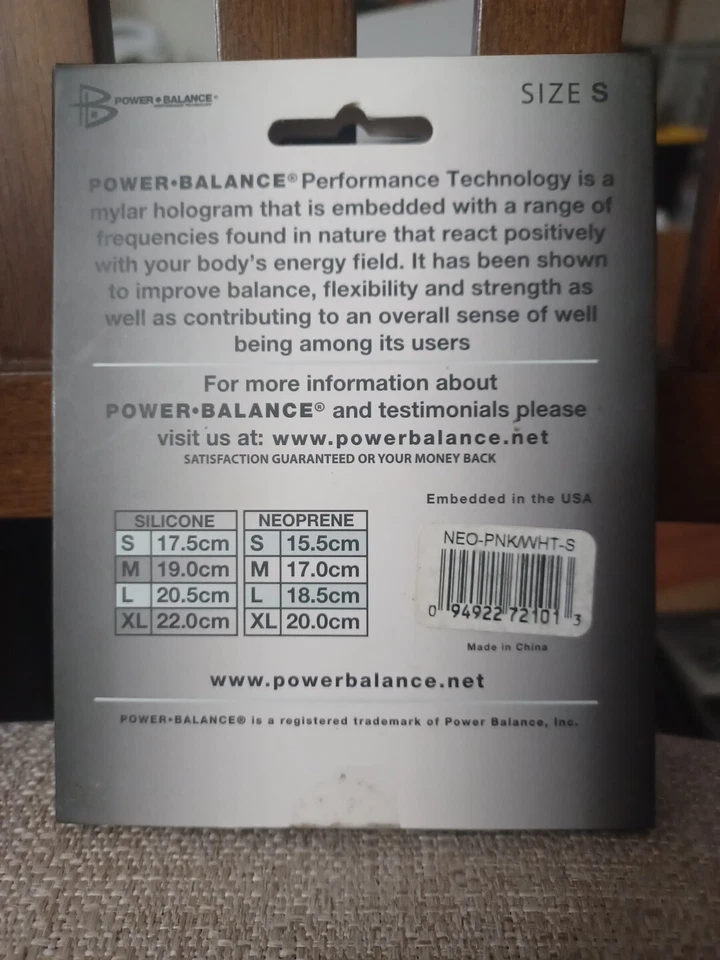 POWER•BALANCE®
SIZE S
POWER•BALANCE® Performance Technology is a
mylar hologram that is embedded with a range of
frequencies found in nature that react positively
with your body's energy field. It has been shown
to improve balance, flexibility and strength as
well as contributing to an overall sense of well
being among its users
For more information about
POWER•BALANCE® and testimonials please
visit us at: www.powerbalance.net
SATISFACTION GUARANTEED OR YOUR MONEY BACK
Embedded in the USA
SILICONE
S 17.5cm
M 19.0cm
L 20.5cm
XL 22.0cm
NEOPRENE
S 15.5cm
M 17.0cm
L 18.5cm
XL 20.0cm
NEO-PNK/WHT-S
0 94922 72101 3
Made in China
www.powerbalance.net
POWER•BALANCE® is a registered trademark of Power Balance, Inc.